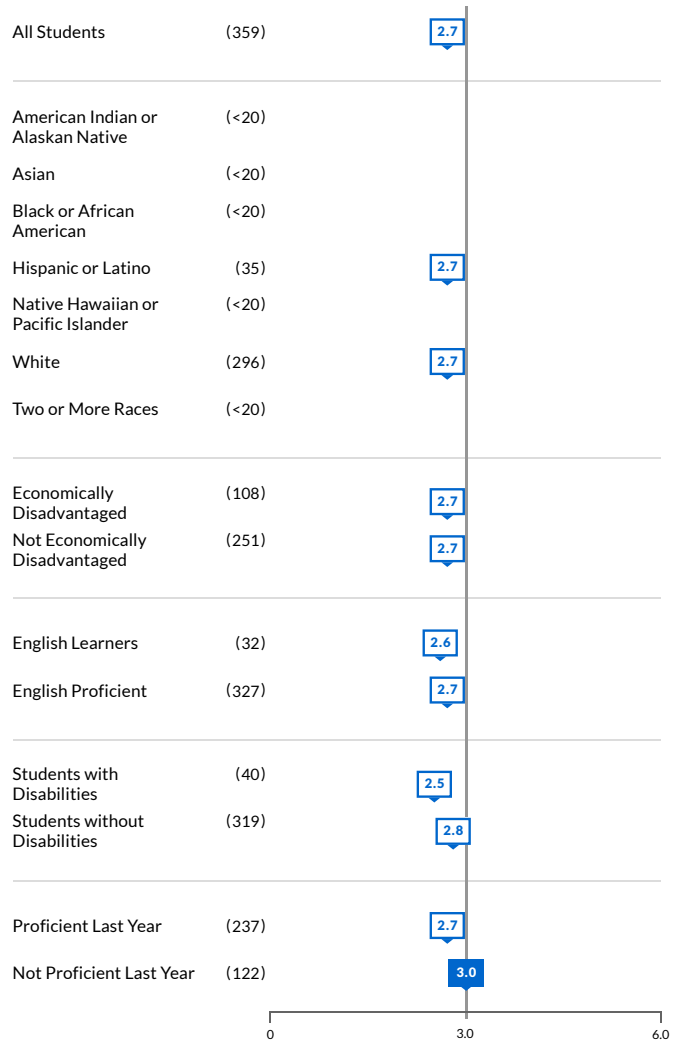 All Students (359) 2.7
American Indian or (<20)
Alaskan Native
Asian (<20)
Black or African (<20)
American
Hispanic or Latino (35) 2.7
Native Hawaiian or (<20)
Pacific Islander
White (296) 2.7
Two or More Races (<20)
Economically (108) 2.7
Disadvantaged
Not Economically (251) 2.7
Disadvantaged
English Learners (32) 2.6
English Proficient (327) 2.7
Students with (40) 2.5
Disabilities
Students without (319) 2.8
Disabilities
Proficient Last Year (237) 2.7
Not Proficient Last Year (122) 3.0
0 3.0 6.0